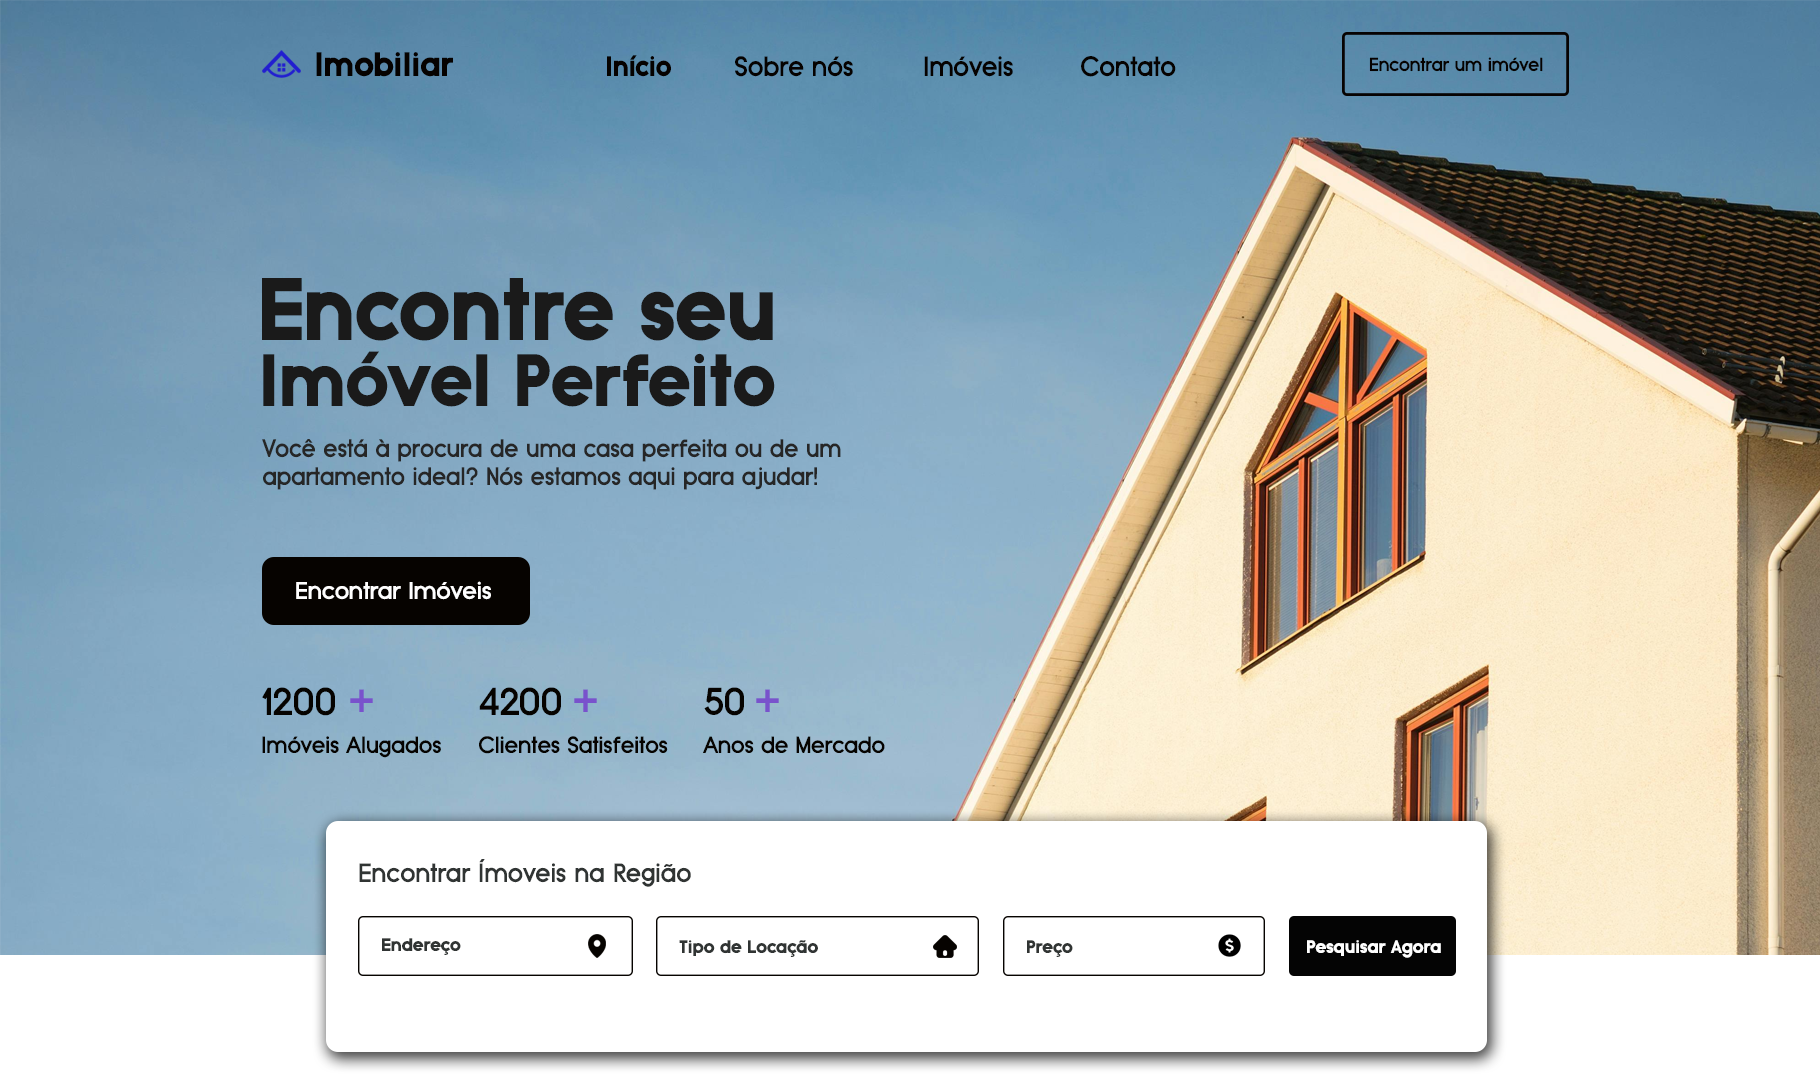 Imobiliar
Início
Sobre nós
Imóveis
Contato
Encontrar um imóvel
Encontre seu
Imóvel Perfeito
Você está à procura de uma casa perfeita ou de um
apartamento ideal? Nós estamos aqui para ajudar!
Encontrar Imóveis
1200 +
4200 +
50 +
Imóveis Alugados
Clientes Satisfeitos
Anos de Mercado
Encontrar Ímoveis na Região
Endereço
Tipo de Locação
Preço
$
Pesquisar Agora